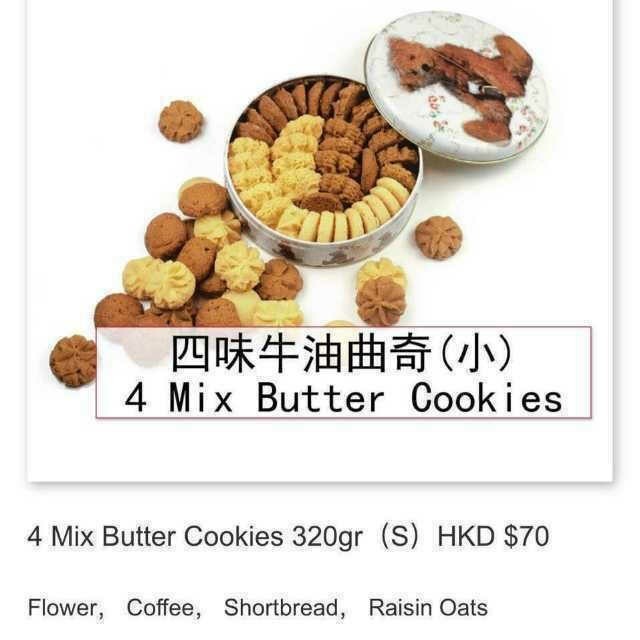 四味牛油曲奇(小)
4 Mix Butter Cookies
4 Mix Butter Cookies 320gr（S）HKD $70
Flower， Coffee， Shortbread， Raisin Oats